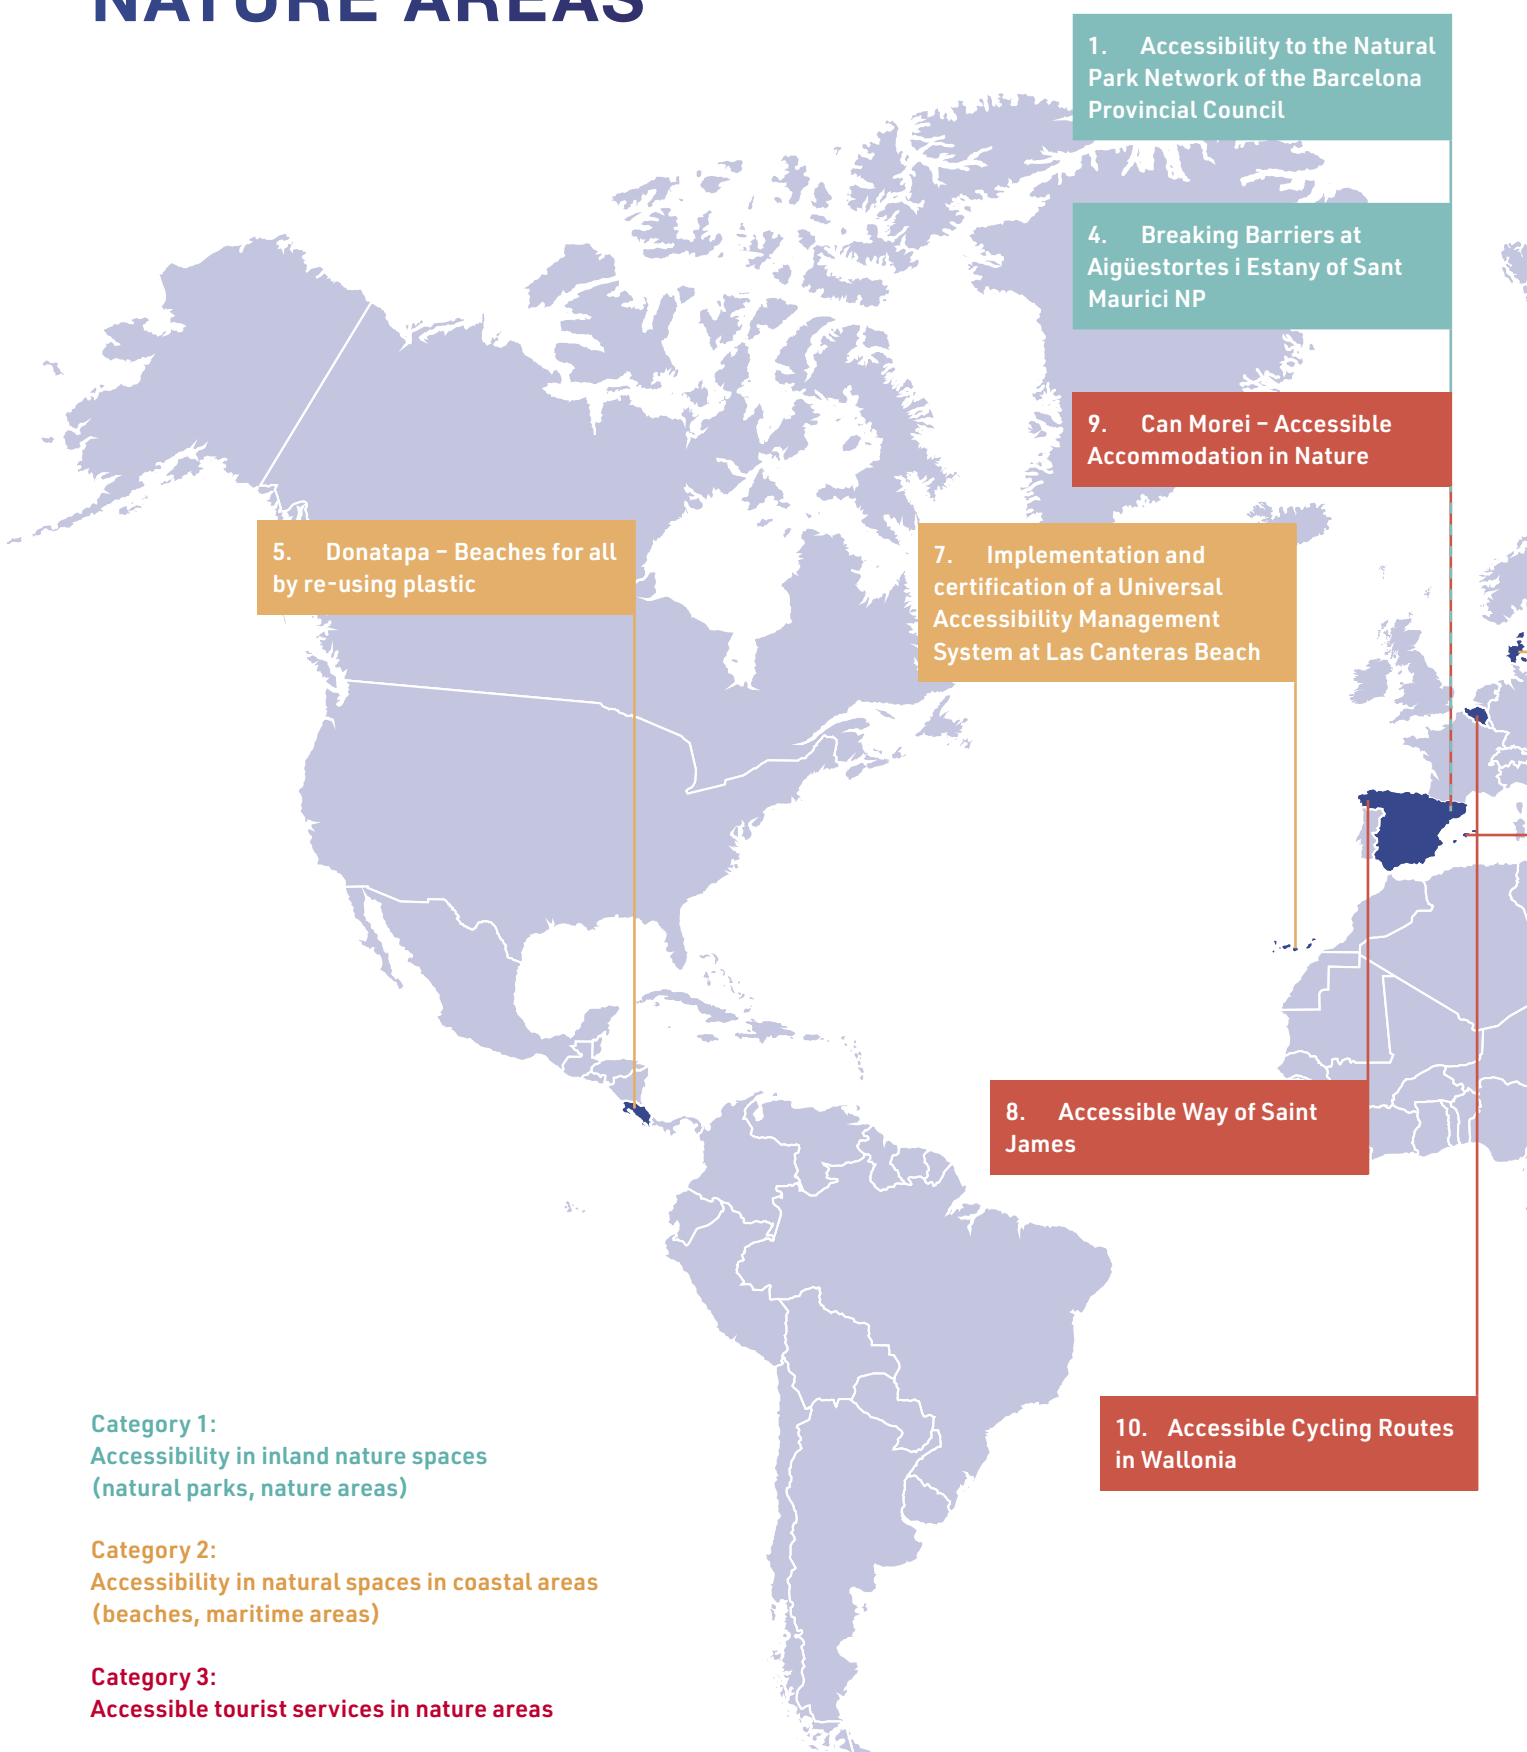 NATURE AREAS
1. Accessibility to the Natural
Park Network of the Barcelona
Provincial Council
4. Breaking Barriers at
Aigüestortes i Estany of Sant
Maurici NP
9. Can Morei – Accessible
Accommodation in Nature
5. Donatapa – Beaches for all
by re-using plastic
7. Implementation and
certification of a Universal
Accessibility Management
System at Las Canteras Beach
8. Accessible Way of Saint
James
10. Accessible Cycling Routes
in Wallonia
Category 1:
Accessibility in inland nature spaces
(natural parks, nature areas)
Category 2:
Accessibility in natural spaces in coastal areas
(beaches, maritime areas)
Category 3:
Accessible tourist services in nature areas